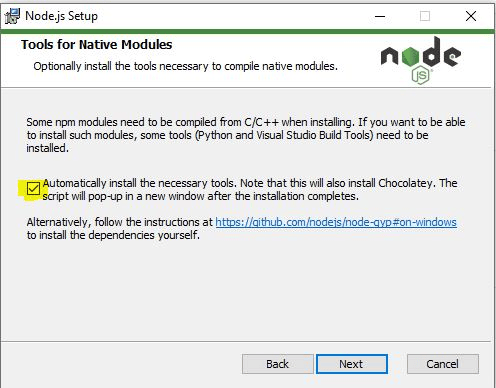 Node.js Setup
Tools for Native Modules
Optionally install the tools necessary to compile native modules.
node
JS
Some npm modules need to be compiled from C/C++ when installing. If you want to be able
to install such modules, some tools (Python and Visual Studio Build Tools) need to be
installed.
Automatically install the necessary tools. Note that this will also install Chocolatey. The
script will pop-up in a new window after the installation completes.
Alternatively, follow the instructions at https://github.com/nodejs/node-gyp#on-windows
to install the dependencies yourself.
Back Next Cancel